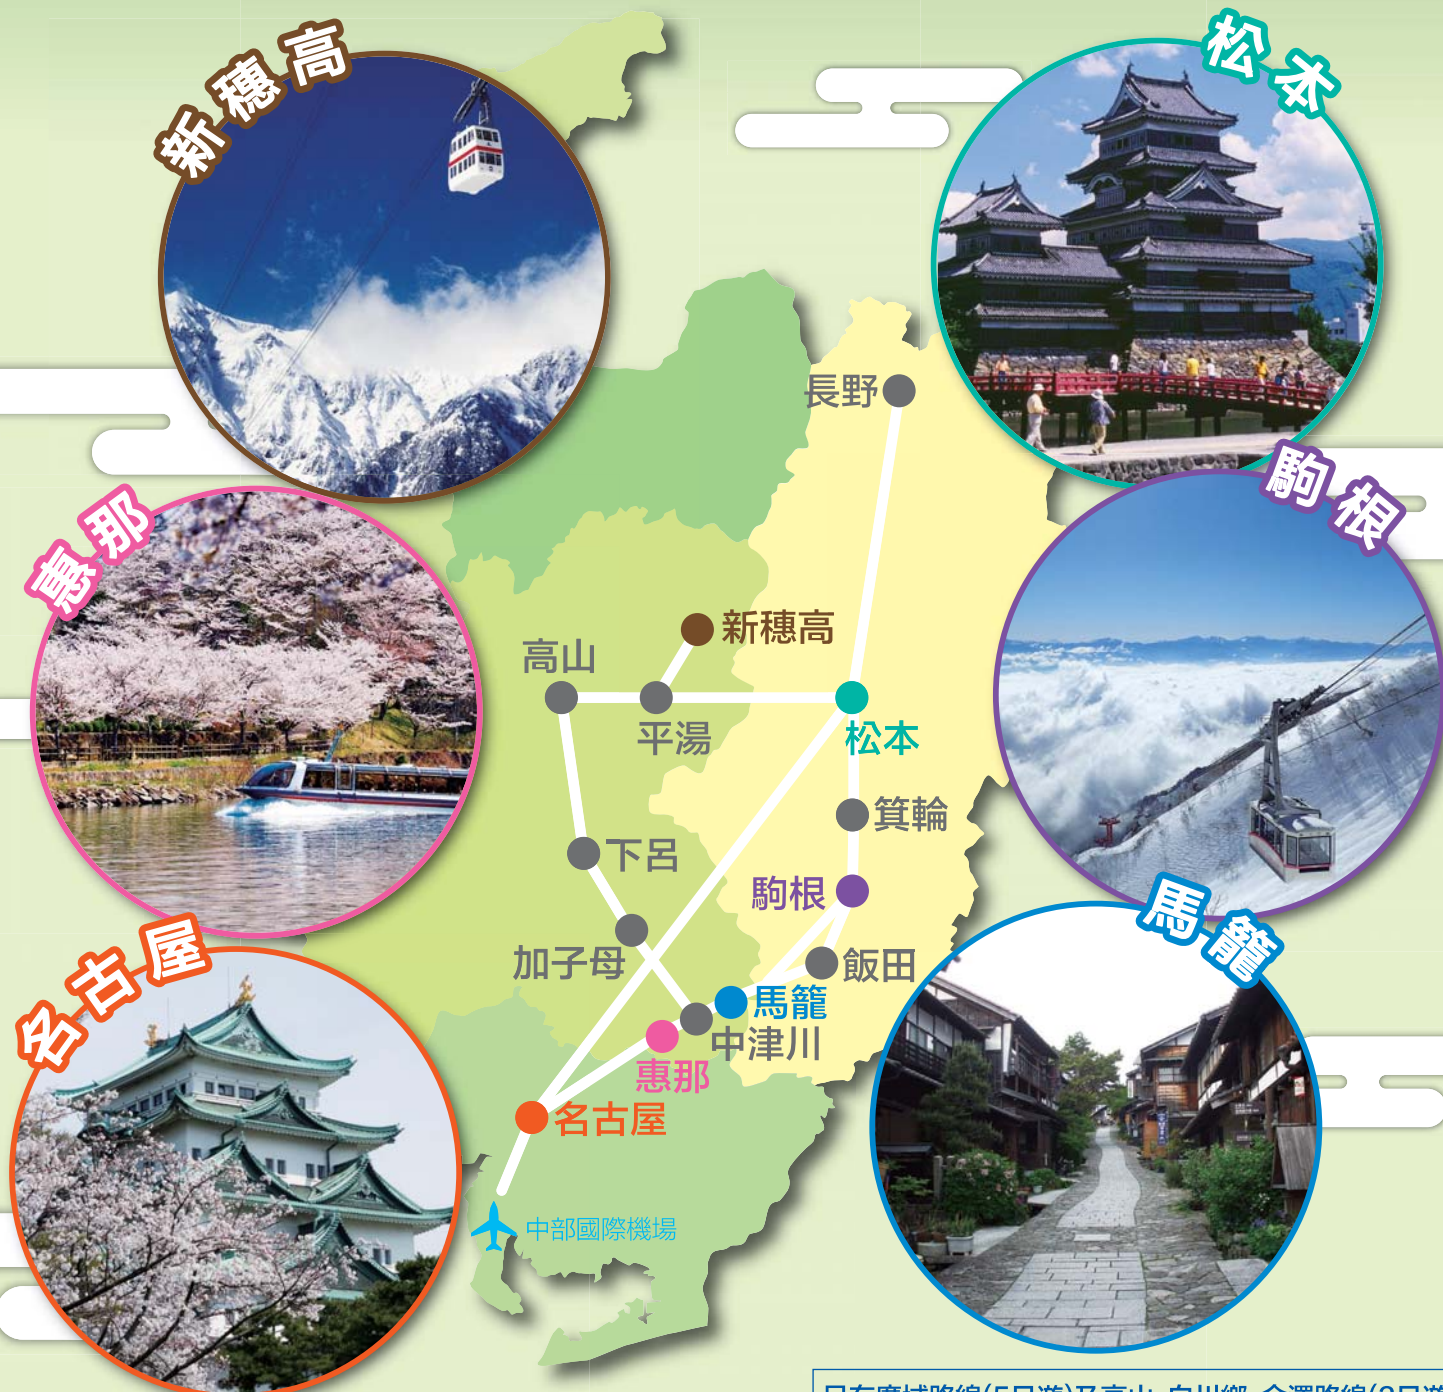 新穗高
松本
惠那
駒根
名古屋
馬籠
長野
新穗高
高山
平湯
松本
箕輪
下呂
駒根
加子母
飯田
馬籠
中津川
惠那
名古屋
中部國際機場